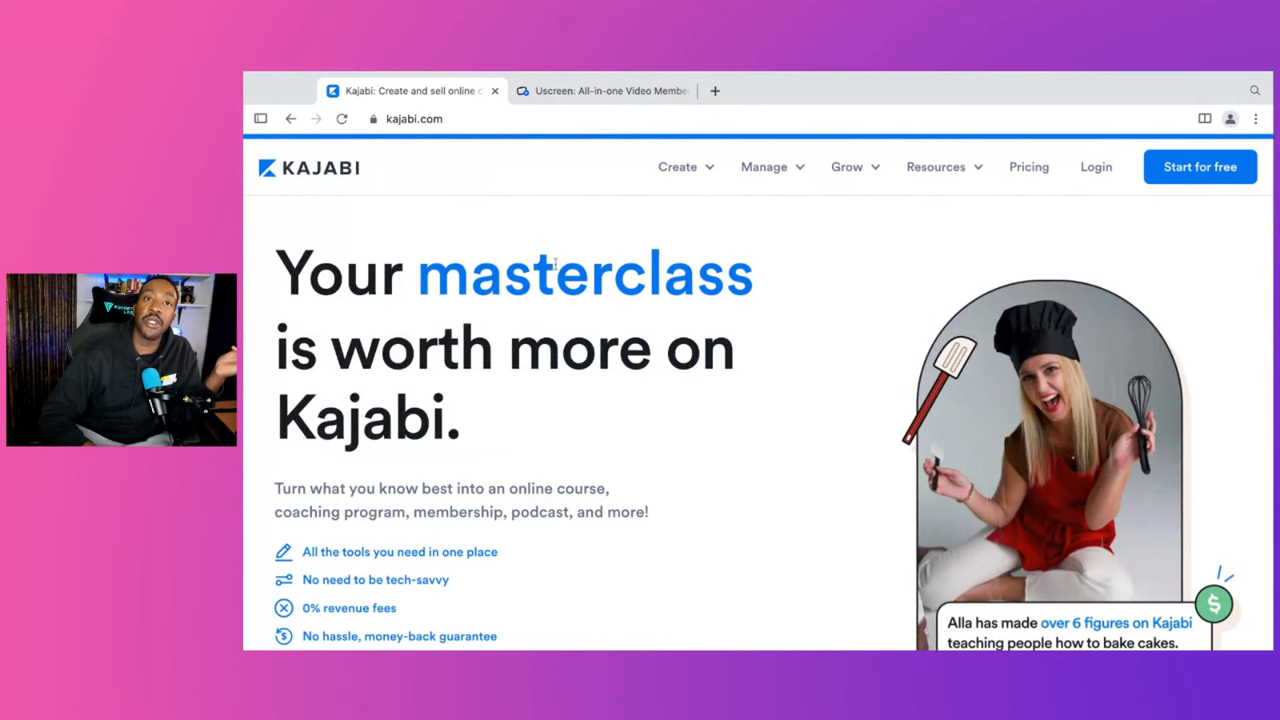 Kajabi: Create and sell online c
Uscreen: All-in-one Video Membe
kajabi.com
KAJABI
Create
Manage
Grow
Resources
Pricing
Login
Start for free
Your masterclass
is worth more on
Kajabi.
Turn what you know best into an online course,
coaching program, membership, podcast, and more!
All the tools you need in one place
No need to be tech-savvy
0% revenue fees
No hassle, money-back guarantee
$
Alla has made over 6 figures on Kajabi
teaching people how to bake cakes.